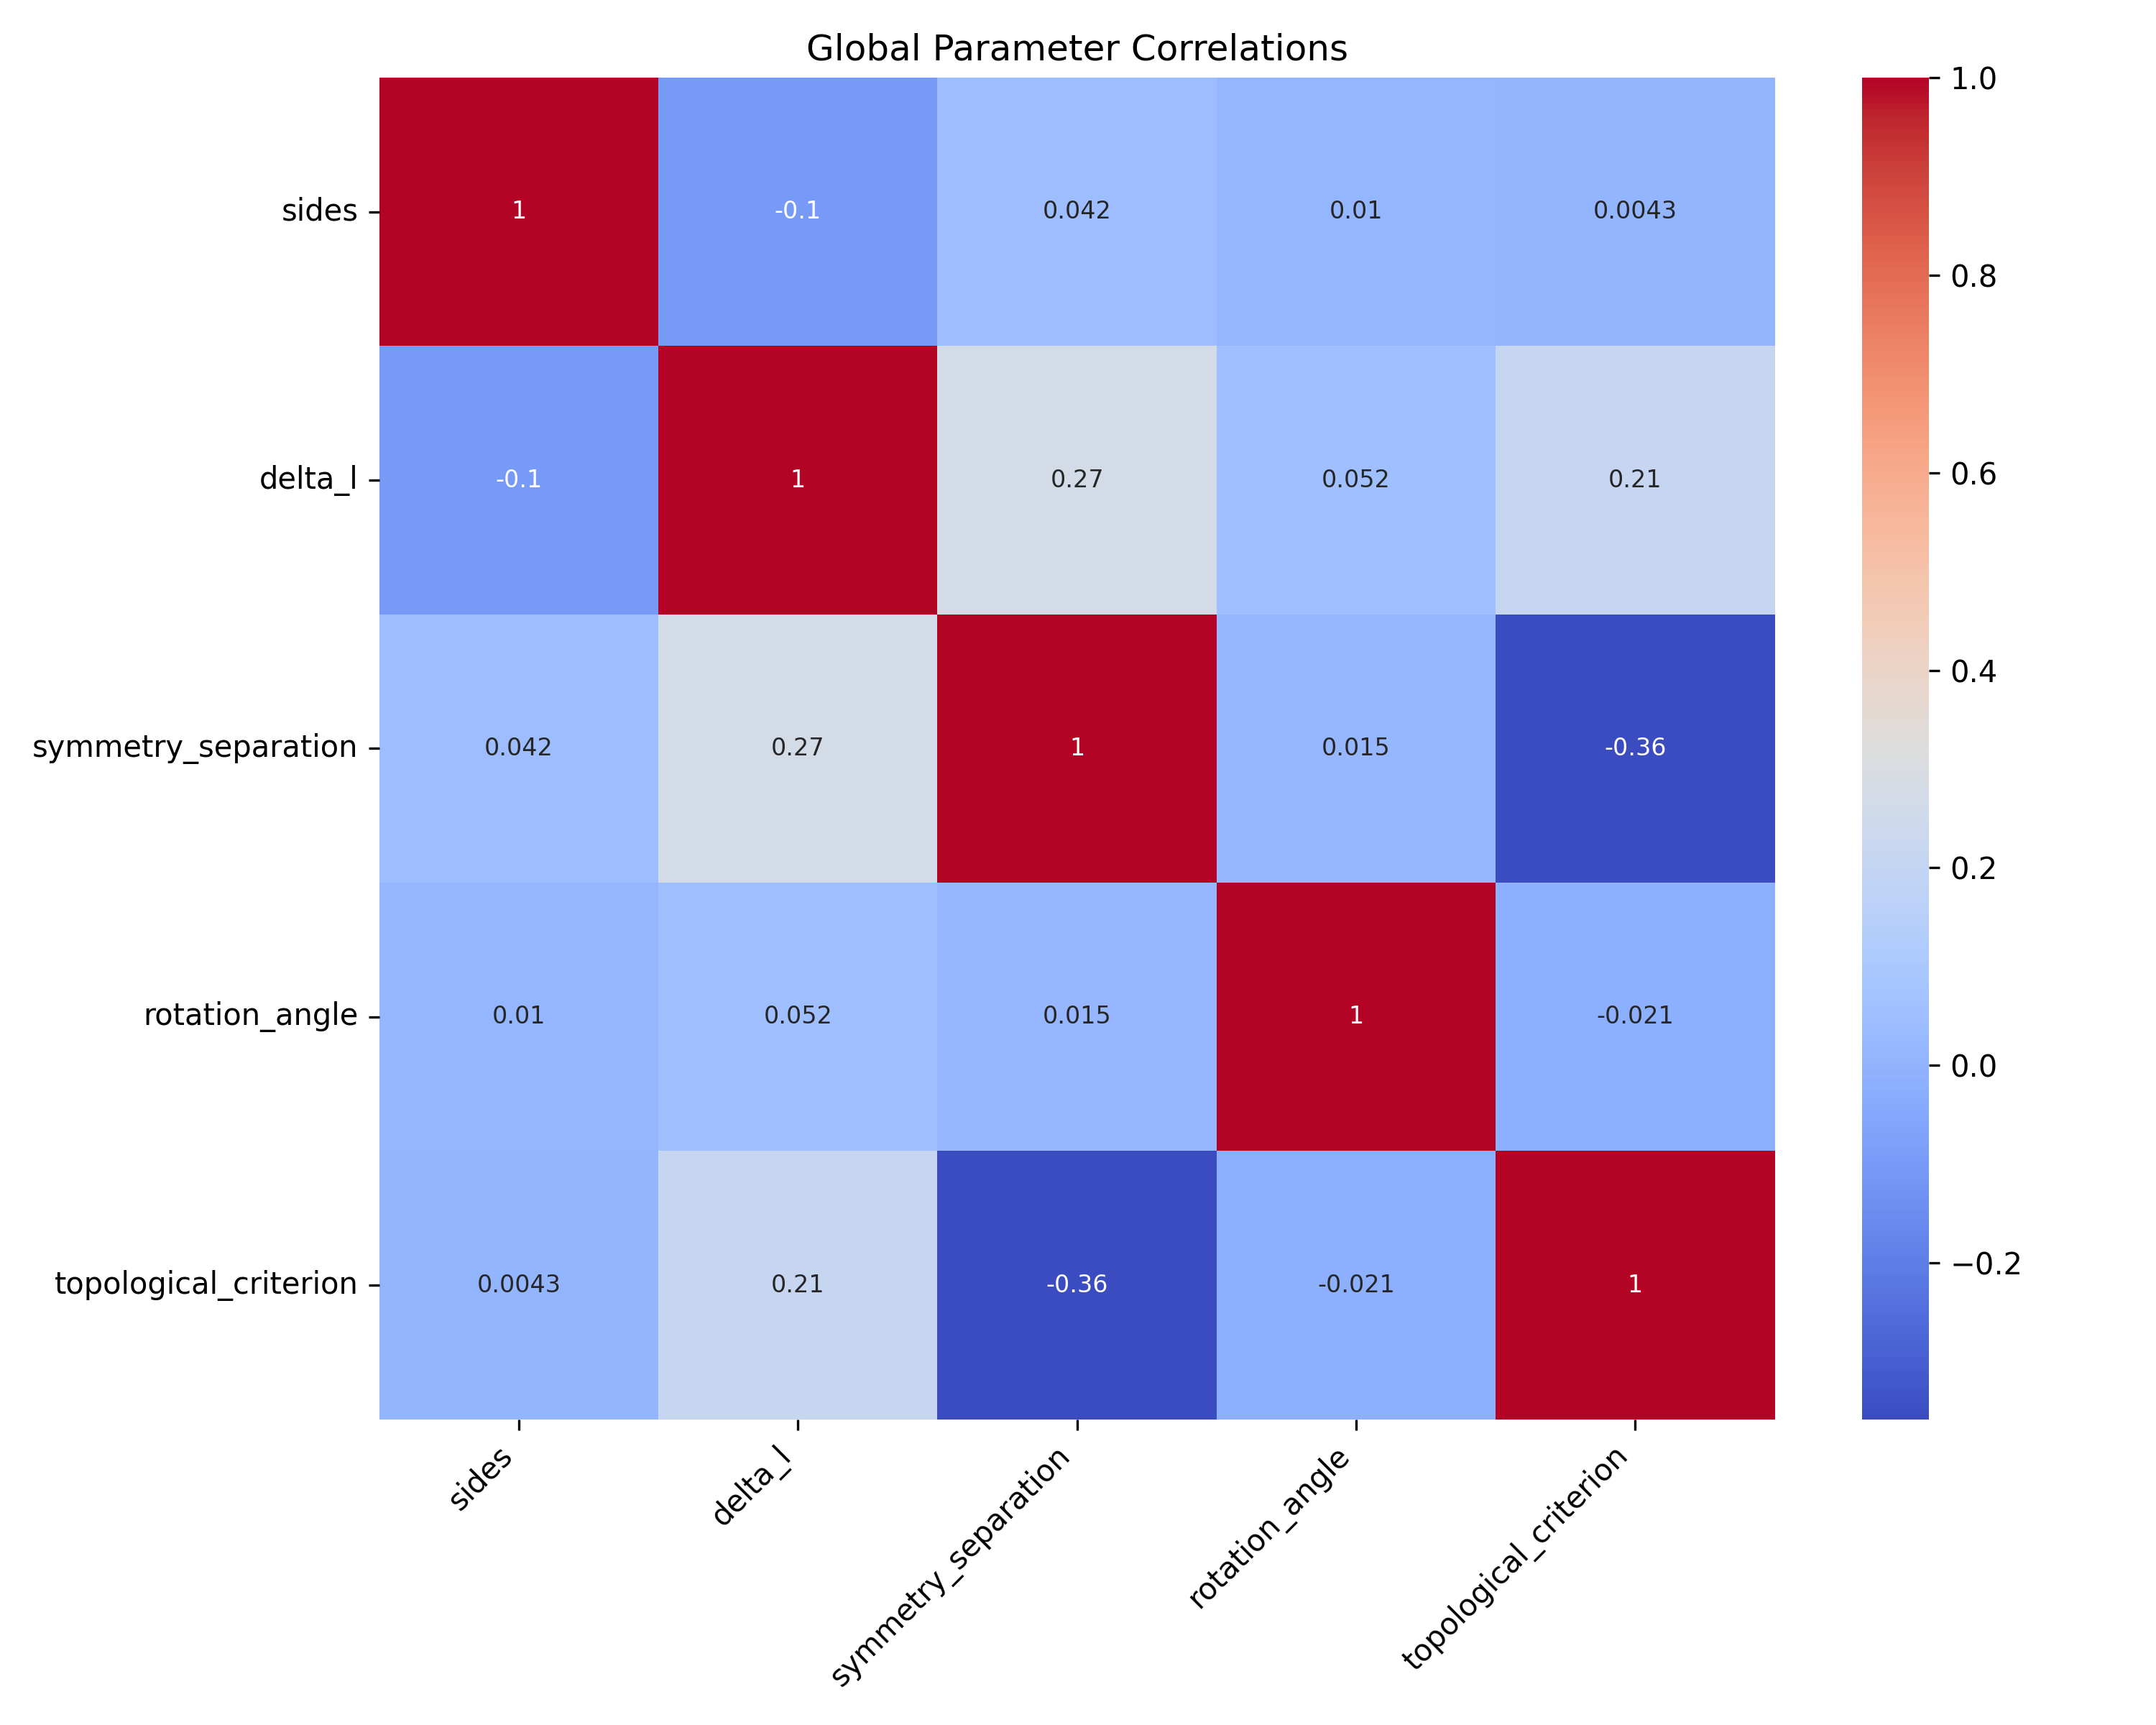 Global Parameter Correlations
sides 1 -0.1 0.042 0.01 0.0043
delta_l -0.1 1 0.27 0.052 0.21
symmetry_separation 0.042 0.27 1 0.015 -0.36
rotation_angle 0.01 0.052 0.015 1 -0.021
topological_criterion 0.0043 0.21 -0.36 -0.021 1
sides
delta_l
symmetry_separation
rotation_angle
topological_criterion
1.0
0.8
0.6
0.4
0.2
0.0
−0.2